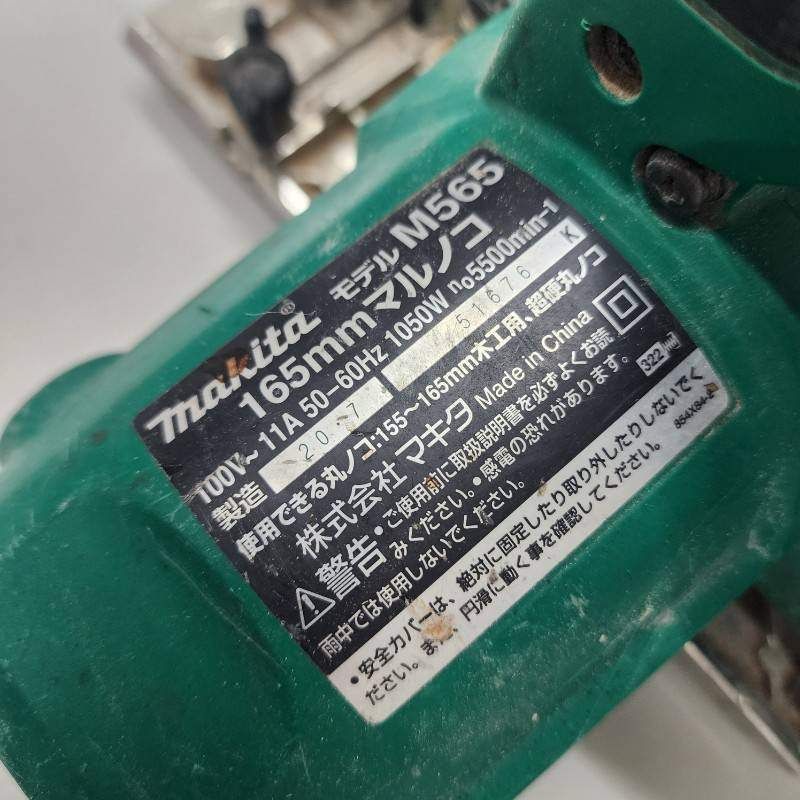 makita® モデル M565
165mmマルノコ
100V～11A 50–60Hz 1050W n₀5500min⁻¹
製造 20.7 51676 K
使用できる丸ノコ:155～165mm木工用、超硬丸ノコ
株式会社 マキタ Made in China
警告・ご使用前に取扱説明書を必ずよくお読
みください。・感電の恐れがあります。
雨中では使用しないでください。
322
・安全カバーは、絶対に固定したり取り外したりしないでく
ださい。また、円滑に動く事を確認してください。